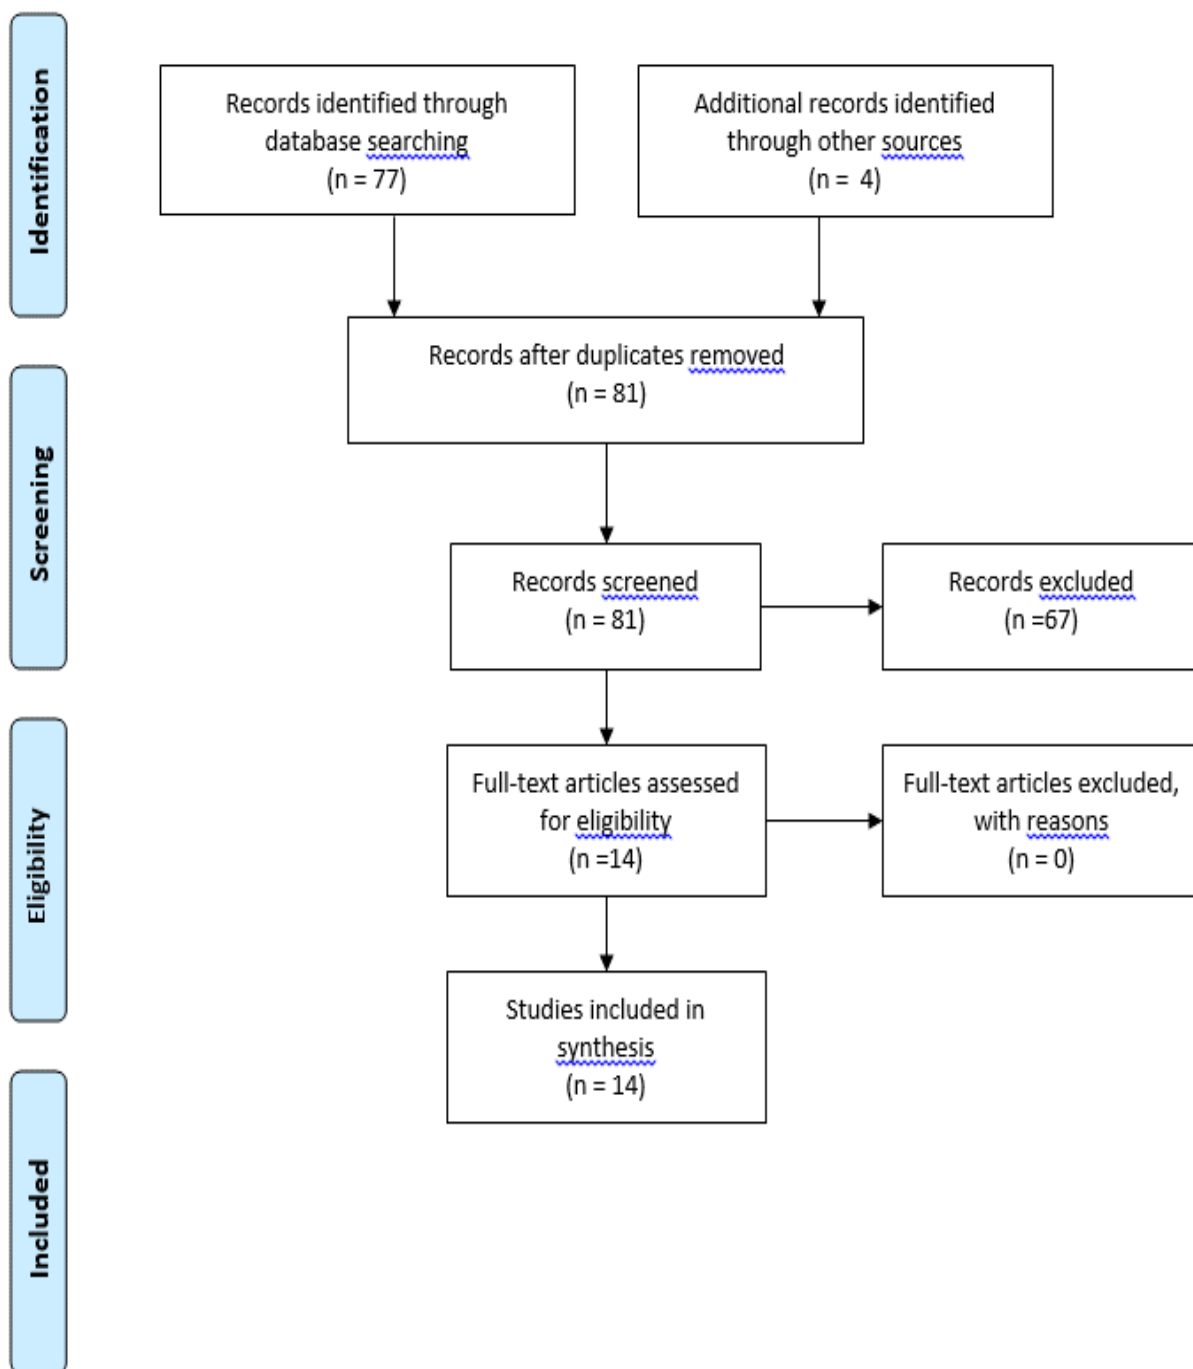 Identification
Records identified through
database searching
(n = 77)
Additional records identified
through other sources
(n =  4)
Records after duplicates removed
(n = 81)
Screening
Records screened
(n = 81)
Records excluded
(n =67)
Eligibility
Full-text articles assessed
for eligibility
(n =14)
Full-text articles excluded,
with reasons
(n = 0)
Studies included in
synthesis
(n = 14)
Included